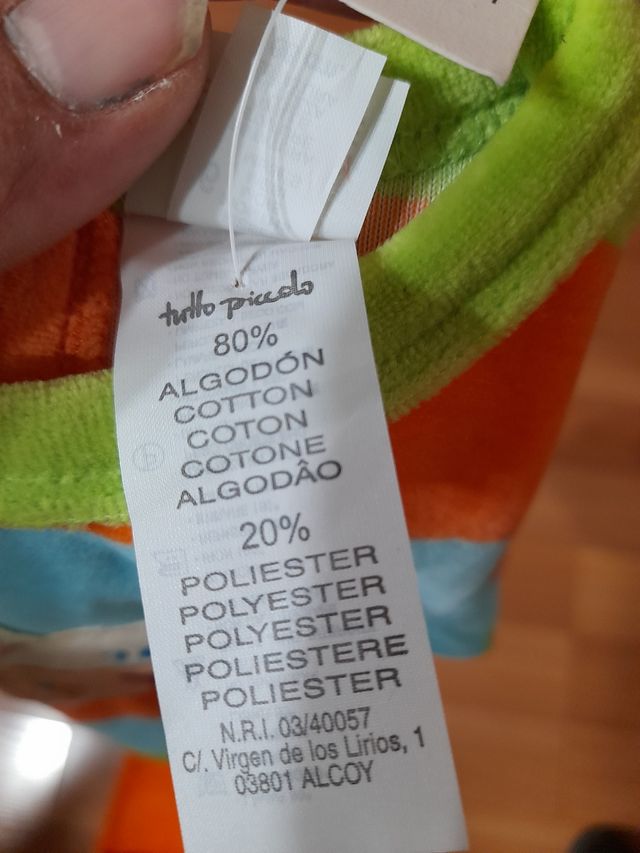 tutto piccolo
80%
ALGODÓN
COTTON
COTON
COTONE
ALGODÂO
20%
POLIESTER
POLYESTER
POLYESTER
POLIESTERE
POLIESTER
N.R.I. 03/40057
C/. Virgen de los Lirios, 1
03801 ALCOY